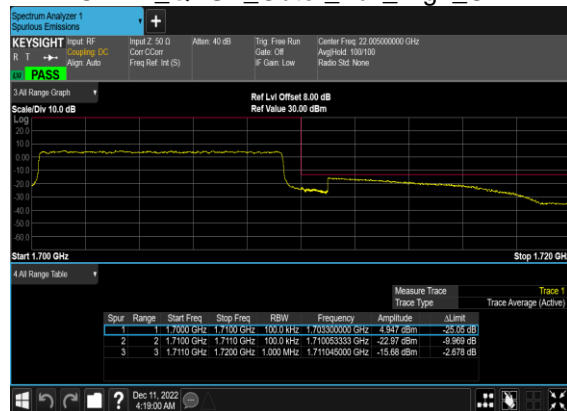 Spectrum Analyzer 1
Spurious Emissions
KEYSIGHT Input: RF Input Z: 50 Ω Atten: 40 dB Trig: Free Run Center Freq: 22.005000000 GHz
R T Coupling: DC Corr CCorr Gate: Off Avg|Hold: 100/100
Align: Auto Freq Ref: Int (S) IF Gain: Low Radio Std: None
LXI PASS
3 All Range Graph
Ref Lvl Offset 8.00 dB
Scale/Div 10.0 dB Ref Value 30.00 dBm
Log
20.0
10.0
0.00
-10.0
-20.0
-30.0
-40.0
-50.0
-60.0
Start 1.700 GHz Stop 1.720 GH
4 All Range Table
Measure Trace Trace 1
Trace Type Trace Average (Active)
Spur Range Start Freq Stop Freq RBW Frequency Amplitude ΔLimit
1 1 1.7000 GHz 1.7100 GHz 100.0 kHz 1.703300000 GHz 4.947 dBm -25.05 dB
2 2 1.7100 GHz 1.7110 GHz 100.0 kHz 1.710053333 GHz -22.97 dBm -9.969 dB
3 3 1.7110 GHz 1.7200 GHz 1.000 MHz 1.711045000 GHz -15.68 dBm -2.678 dB
? Dec 11, 2022
4:19:00 AM